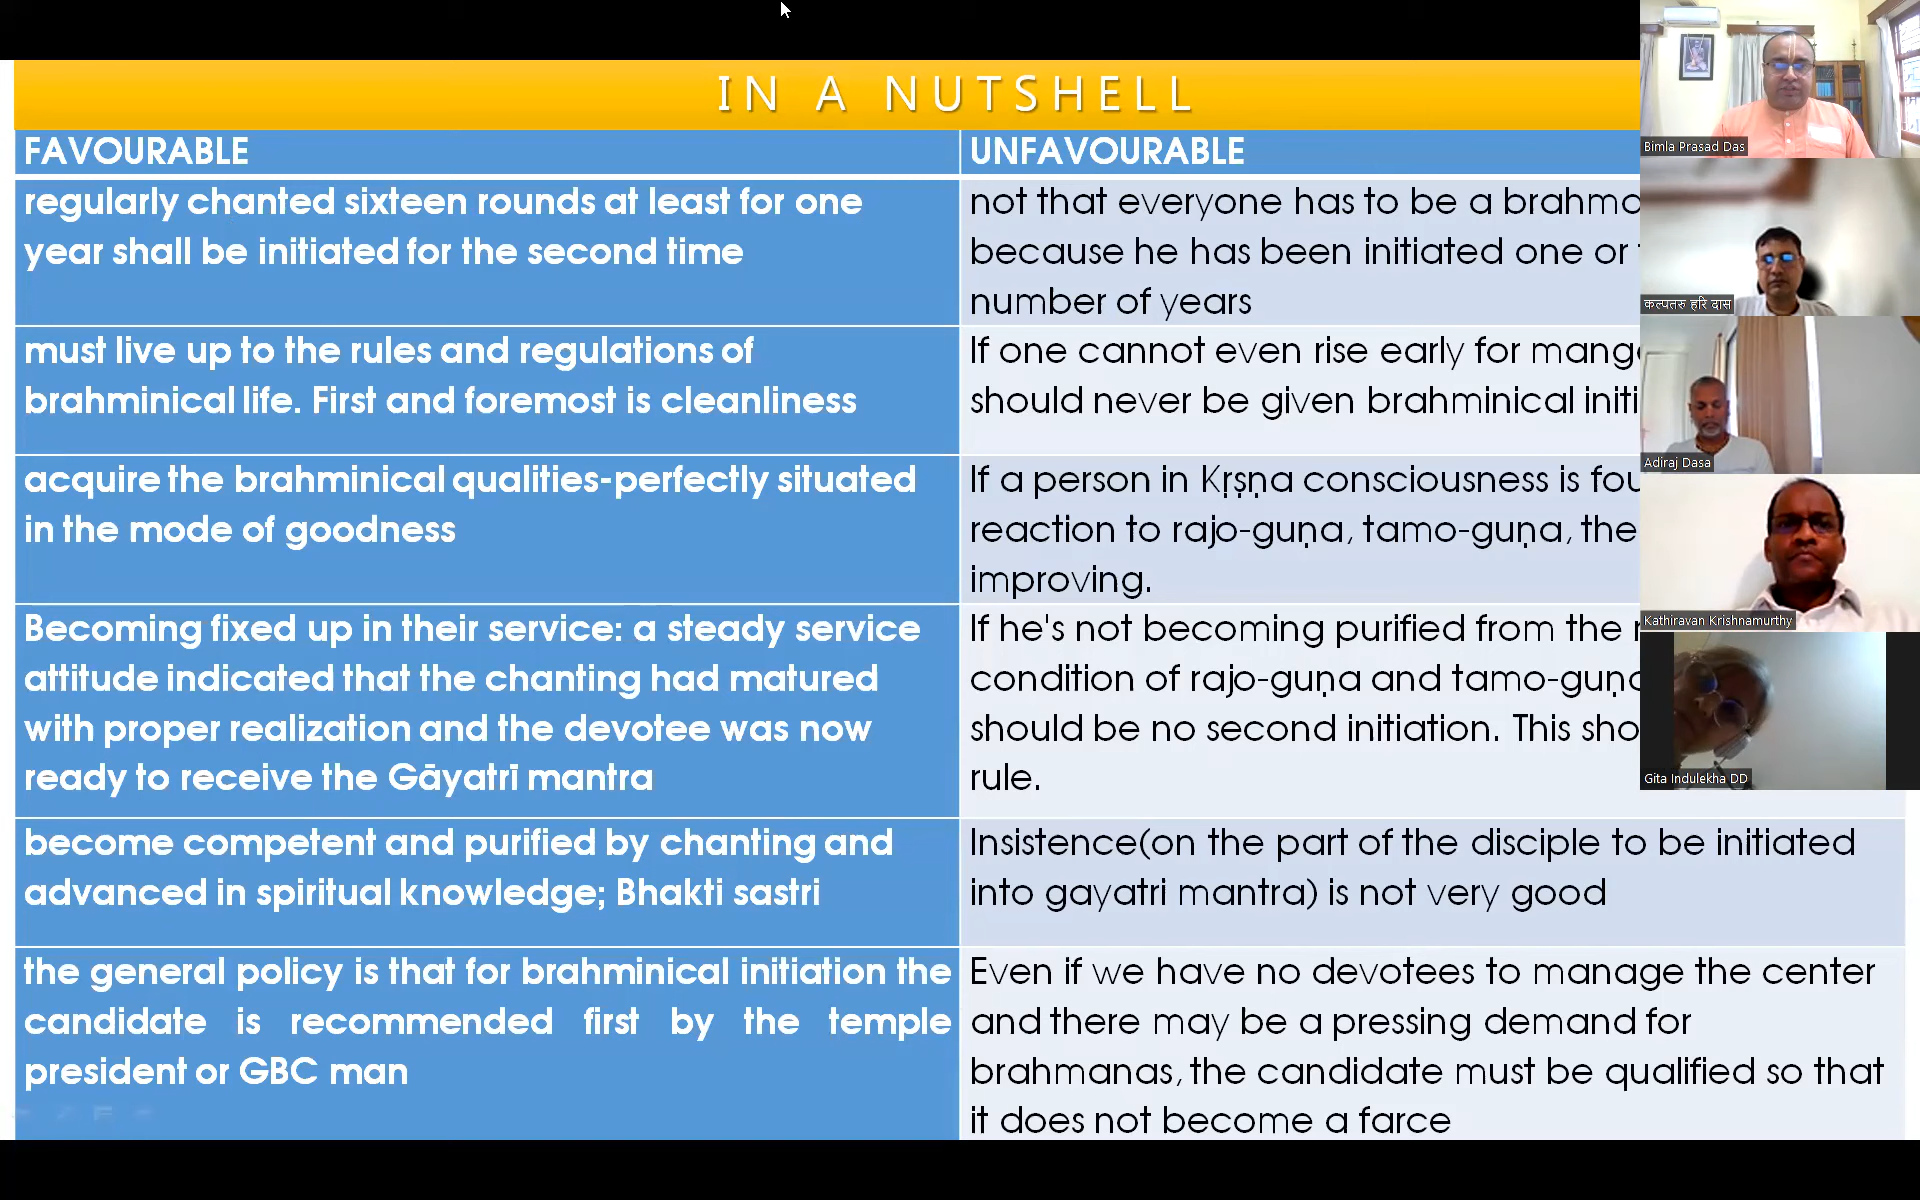 IN A NUTSHELL
FAVOURABLE
UNFAVOURABLE
regularly chanted sixteen rounds at least for one
year shall be initiated for the second time
not that everyone has to be a
because he has been initiated one or
number of years
must live up to the rules and regulations of
brahminical life. First and foremost is cleanliness
If one cannot even rise early for
should never be given brahminical
acquire the brahminical qualities-perfectly situated
in the mode of goodness
If a person in Kṛṣṇa consciousness is
reaction to rajo-guṇa, tamo-guṇa,
improving.
Becoming fixed up in their service: a steady service
attitude indicated that the chanting had matured
with proper realization and the devotee was now
ready to receive the Gāyatrī mantra
If he's not becoming purified from the
condition of rajo-guṇa and
should be no second initiation. This
rule.
become competent and purified by chanting and
advanced in spiritual knowledge; Bhakti sastri
Insistence(on the part of the disciple to be initiated
into gayatri mantra) is not very good
the general policy is that for brahminical initiation the
candidate is recommended first by the temple
president or GBC man
Even if we have no devotees to manage the center
and there may be a pressing demand for
brahmanas, the candidate must be qualified so that
it does not become a farce
Bimla Prasad Das
कल्पतरु हरि दास
Adiraj Dasa
Kathiravan Krishnamurthy
Gita Indulekha DD